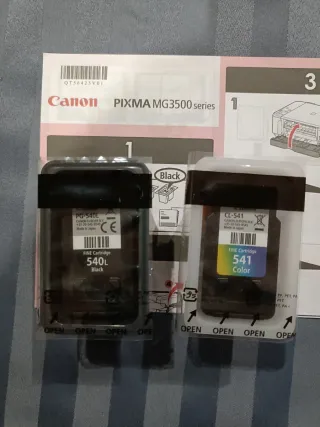 Canon PIXMA MG3500 series
3
1
1
Black
PG-540L
CL-541
FINE Cartridge
540L
Black
FINE Cartridge
541
Color
OPEN OPEN OPEN OPEN
OPEN OPEN OPEN OPEN